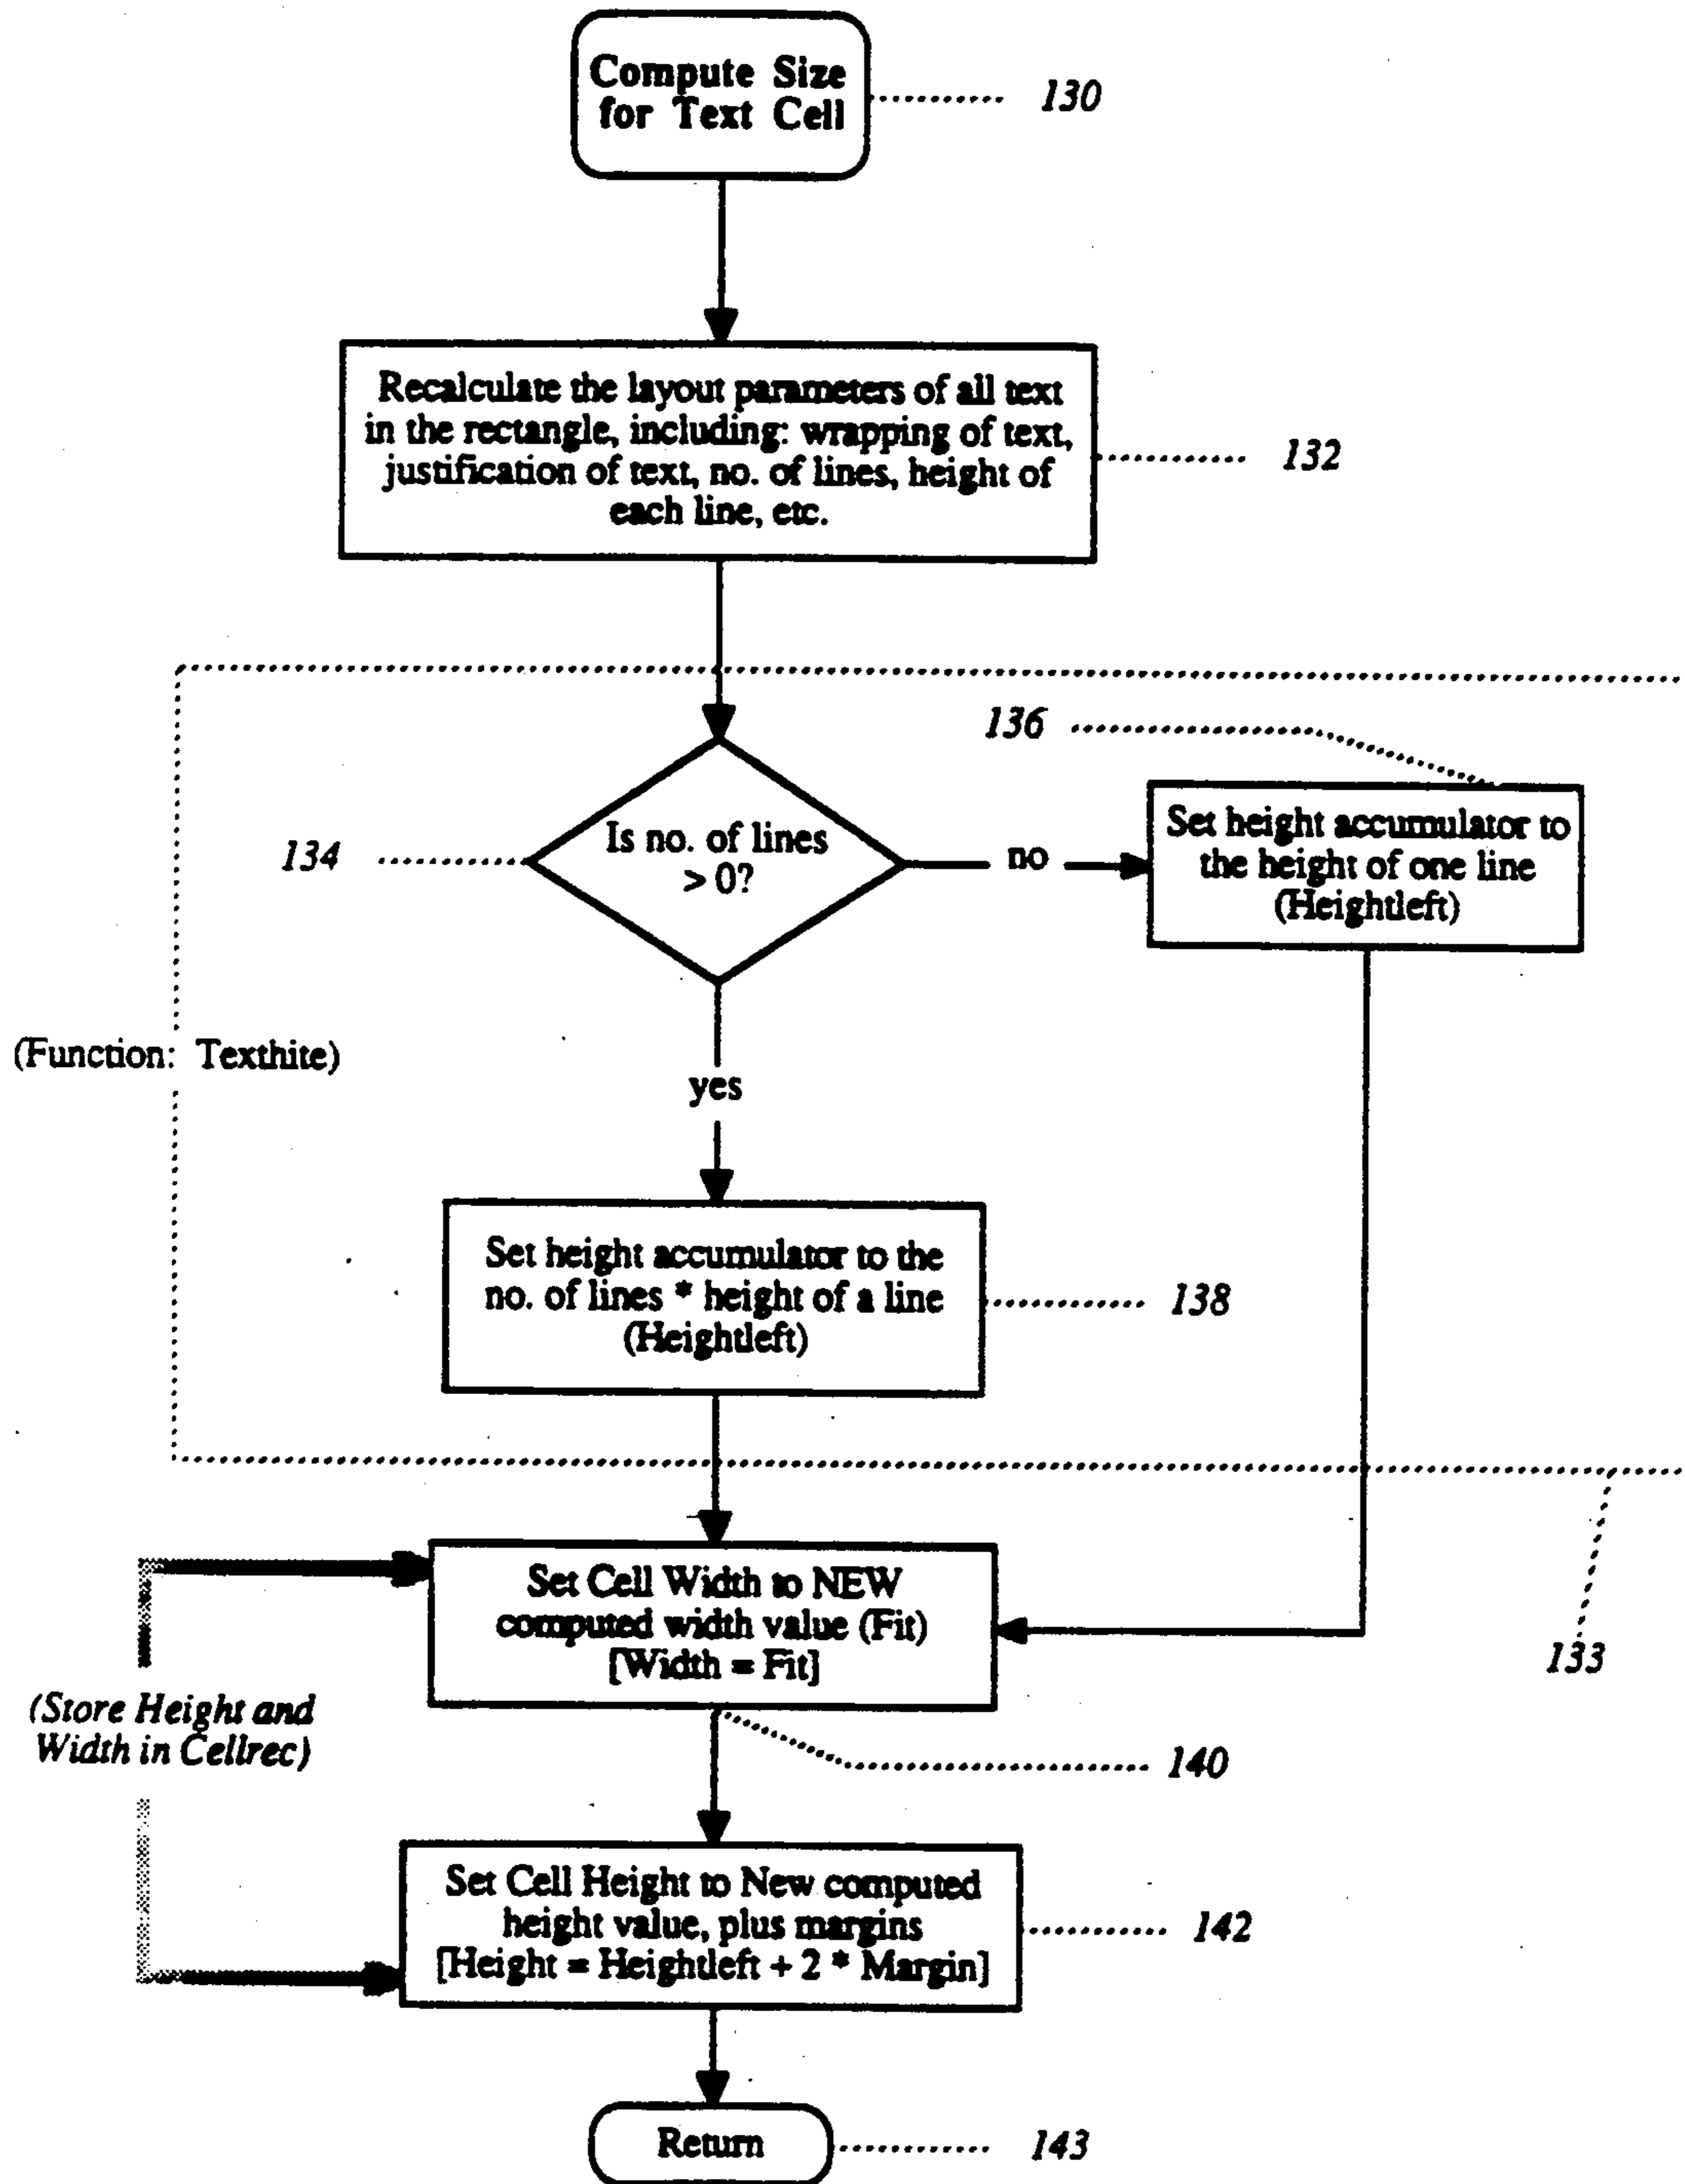 Compute Size
for Text Cell
130
Recalculate the layout parameters of all text
in the rectangle, including: wrapping of text,
justification of text, no. of lines, height of
each line, etc.
132
136
Is no. of lines
> 0?
134
no
Set height accumulator to
the height of one line
(Heightleft)
(Function: Texthite)
yes
Set height accumulator to the
no. of lines * height of a line
(Heightleft)
138
Set Cell Width to NEW
computed width value (Fit)
[Width = Fit]
133
(Store Height and
Width in Cellrec)
140
Set Cell Height to New computed
height value, plus margins
[Height = Heightleft + 2 * Margin]
142
Return
143